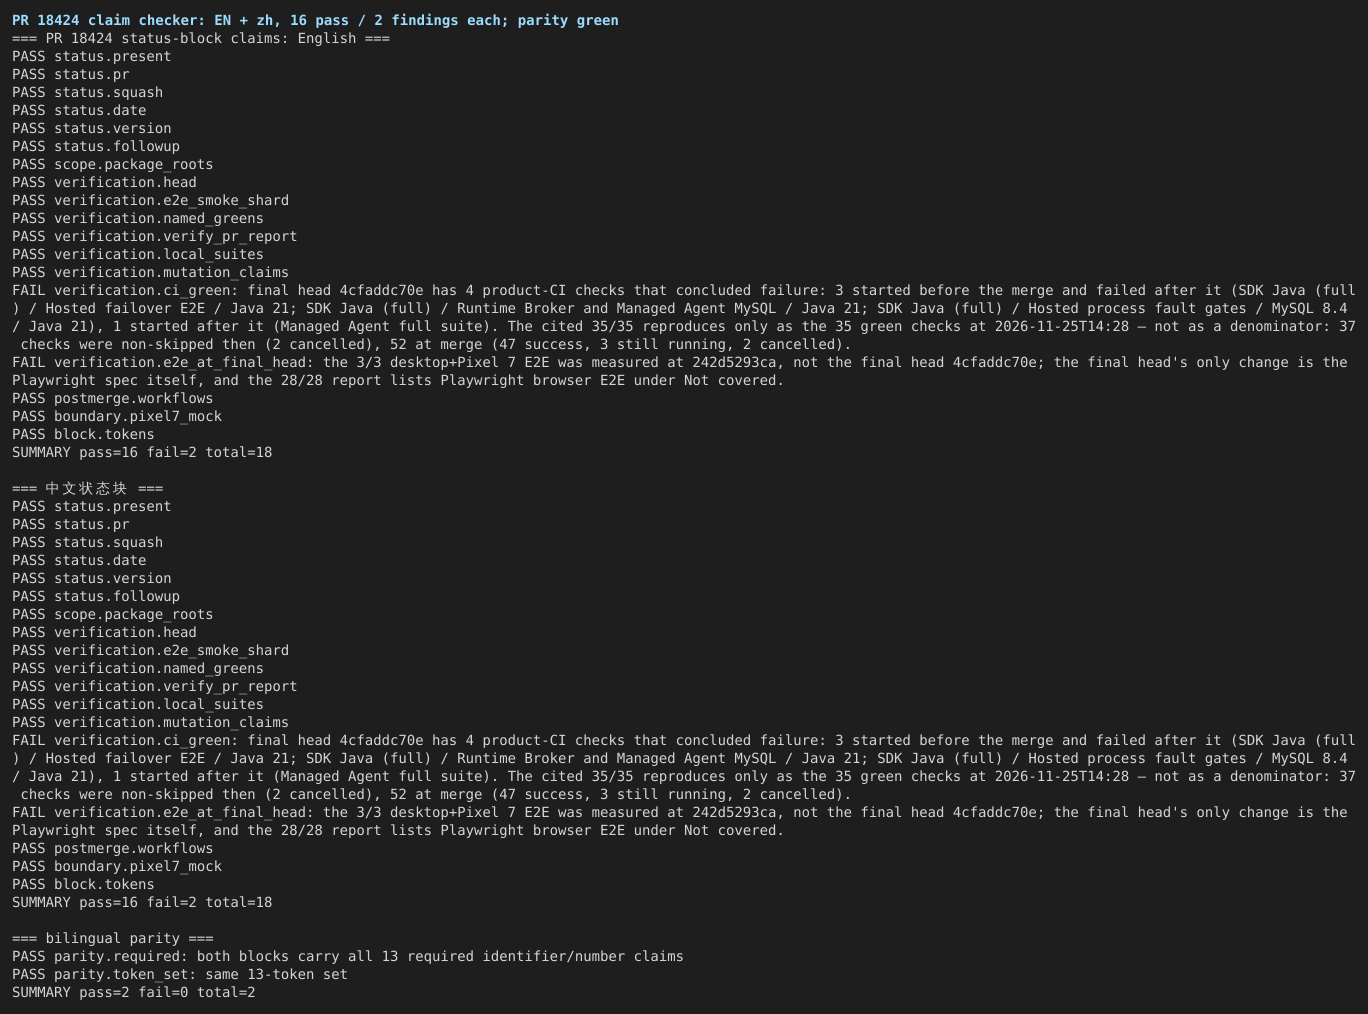 PR 18424 claim checker: EN + zh, 16 pass / 2 findings each; parity green
=== PR 18424 status-block claims: English ===
PASS status.present
PASS status.pr
PASS status.squash
PASS status.date
PASS status.version
PASS status.followup
PASS scope.package_roots
PASS verification.head
PASS verification.e2e_smoke_shard
PASS verification.named_greens
PASS verification.verify_pr_report
PASS verification.local_suites
PASS verification.mutation_claims
FAIL verification.ci_green: final head 4cfaddc70e has 4 product-CI checks that concluded failure: 3 started before the merge and failed after it (SDK Java (full
) / Hosted failover E2E / Java 21; SDK Java (full) / Runtime Broker and Managed Agent MySQL / Java 21; SDK Java (full) / Hosted process fault gates / MySQL 8.4
/ Java 21), 1 started after it (Managed Agent full suite). The cited 35/35 reproduces only as the 35 green checks at 2026-11-25T14:28 — not as a denominator: 37
checks were non-skipped then (2 cancelled), 52 at merge (47 success, 3 still running, 2 cancelled).
FAIL verification.e2e_at_final_head: the 3/3 desktop+Pixel 7 E2E was measured at 242d5293ca, not the final head 4cfaddc70e; the final head's only change is the
Playwright spec itself, and the 28/28 report lists Playwright browser E2E under Not covered.
PASS postmerge.workflows
PASS boundary.pixel7_mock
PASS block.tokens
SUMMARY pass=16 fail=2 total=18
=== 中文状态块 ===
PASS status.present
PASS status.pr
PASS status.squash
PASS status.date
PASS status.version
PASS status.followup
PASS scope.package_roots
PASS verification.head
PASS verification.e2e_smoke_shard
PASS verification.named_greens
PASS verification.verify_pr_report
PASS verification.local_suites
PASS verification.mutation_claims
FAIL verification.ci_green: final head 4cfaddc70e has 4 product-CI checks that concluded failure: 3 started before the merge and failed after it (SDK Java (full
) / Hosted failover E2E / Java 21; SDK Java (full) / Runtime Broker and Managed Agent MySQL / Java 21; SDK Java (full) / Hosted process fault gates / MySQL 8.4
/ Java 21), 1 started after it (Managed Agent full suite). The cited 35/35 reproduces only as the 35 green checks at 2026-11-25T14:28 — not as a denominator: 37
checks were non-skipped then (2 cancelled), 52 at merge (47 success, 3 still running, 2 cancelled).
FAIL verification.e2e_at_final_head: the 3/3 desktop+Pixel 7 E2E was measured at 242d5293ca, not the final head 4cfaddc70e; the final head's only change is the
Playwright spec itself, and the 28/28 report lists Playwright browser E2E under Not covered.
PASS postmerge.workflows
PASS boundary.pixel7_mock
PASS block.tokens
SUMMARY pass=16 fail=2 total=18
=== bilingual parity ===
PASS parity.required: both blocks carry all 13 required identifier/number claims
PASS parity.token_set: same 13-token set
SUMMARY pass=2 fail=0 total=2